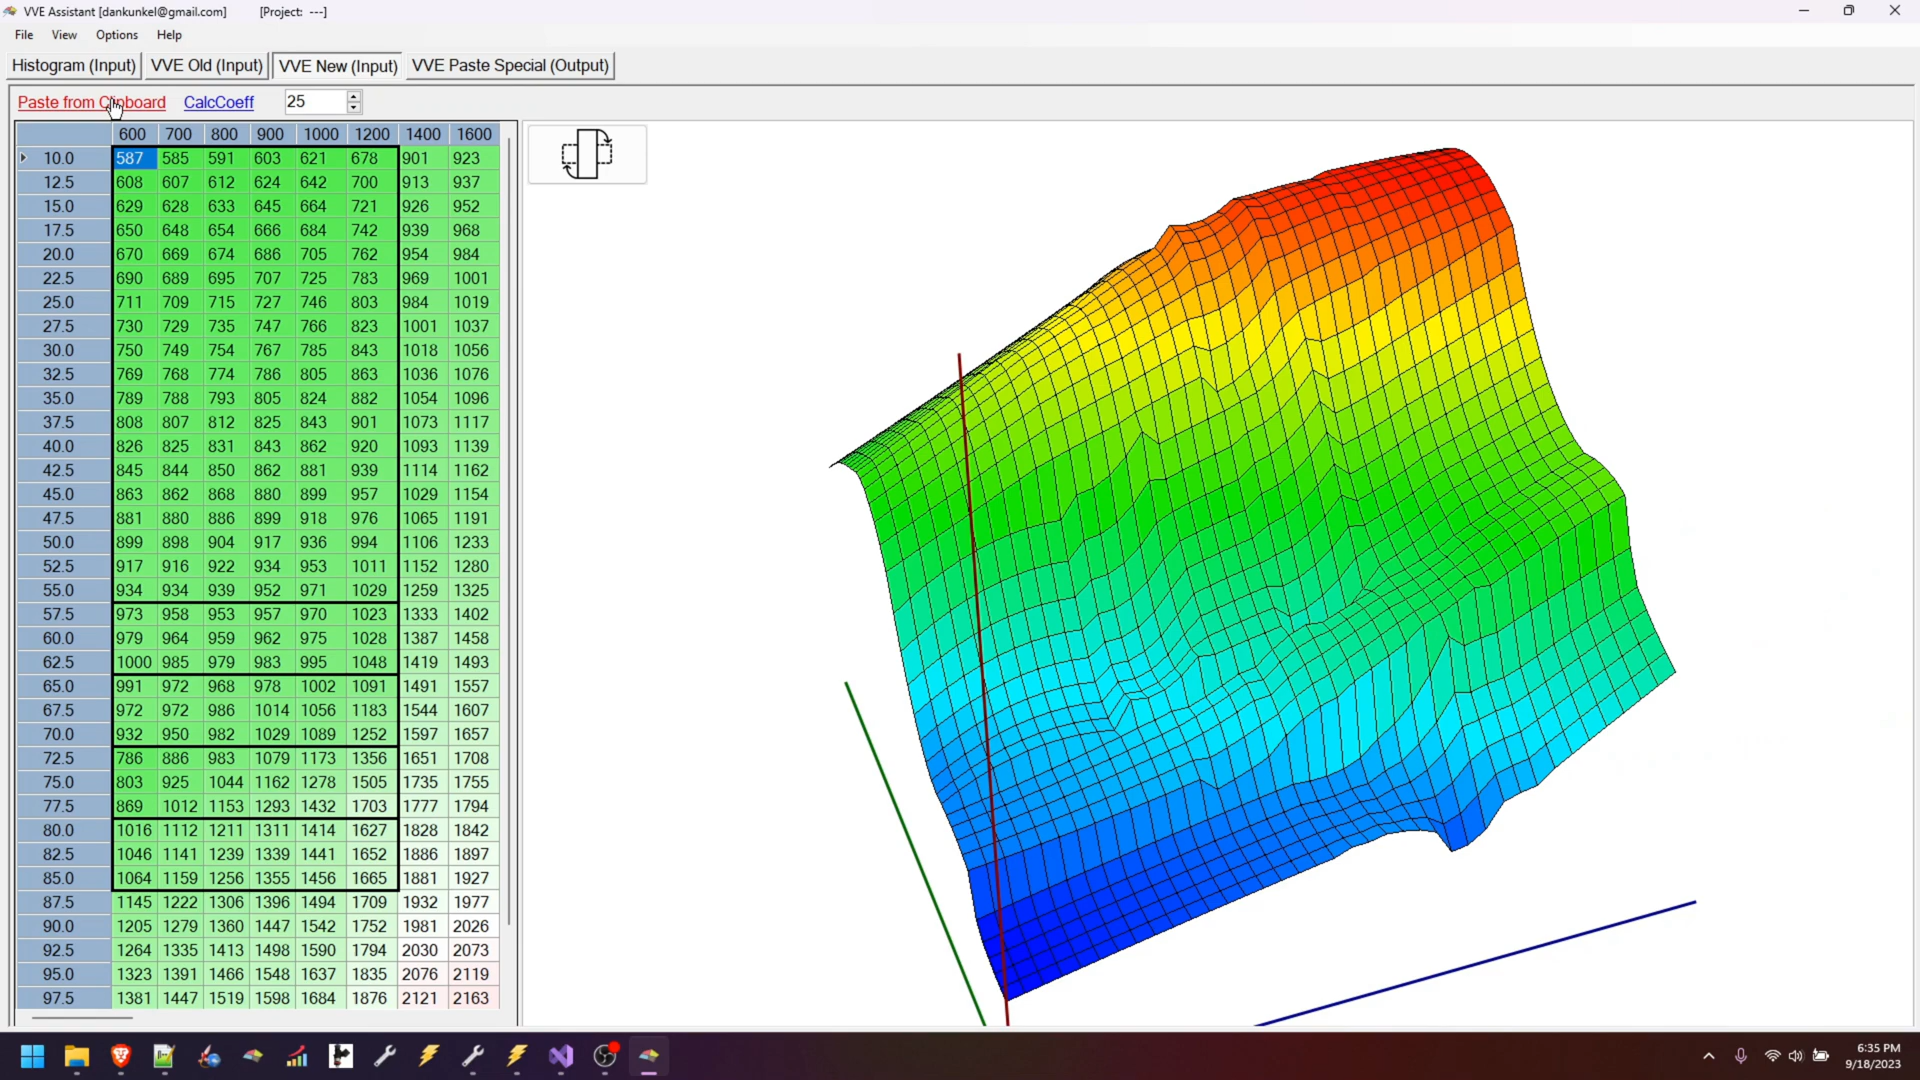 VVE Assistant [dankunkel@gmail.com] [Project: ---]
File View Options Help
Histogram (Input) VVE Old (Input) VVE New (Input) VVE Paste Special (Output)
Paste from Clipboard CalcCoeff 25
600 700 800 900 1000 1200 1400 1600
10.0 587 585 591 603 621 678 901 923
12.5 608 607 612 624 642 700 913 937
15.0 629 628 633 645 664 721 926 952
17.5 650 648 654 666 684 742 939 968
20.0 670 669 674 686 705 762 954 984
22.5 690 689 695 707 725 783 969 1001
25.0 711 709 715 727 746 803 984 1019
27.5 730 729 735 747 766 823 1001 1037
30.0 750 749 754 767 785 843 1018 1056
32.5 769 768 774 786 805 863 1036 1076
35.0 789 788 793 805 824 882 1054 1096
37.5 808 807 812 825 843 901 1073 1117
40.0 826 825 831 843 862 920 1093 1139
42.5 845 844 850 862 881 939 1114 1162
45.0 863 862 868 880 899 957 1029 1154
47.5 881 880 886 899 918 976 1065 1191
50.0 899 898 904 917 936 994 1106 1233
52.5 917 916 922 934 953 1011 1152 1280
55.0 934 934 939 952 971 1029 1259 1325
57.5 973 958 953 957 970 1023 1333 1402
60.0 979 964 959 962 975 1028 1387 1458
62.5 1000 985 979 983 995 1048 1419 1493
65.0 991 972 968 978 1002 1091 1491 1557
67.5 972 972 986 1014 1056 1183 1544 1607
70.0 932 950 982 1029 1089 1252 1597 1657
72.5 786 886 983 1079 1173 1356 1651 1708
75.0 803 925 1044 1162 1278 1505 1735 1755
77.5 869 1012 1153 1293 1432 1703 1777 1794
80.0 1016 1112 1211 1311 1414 1627 1828 1842
82.5 1046 1141 1239 1339 1441 1652 1886 1897
85.0 1064 1159 1256 1355 1456 1665 1881 1927
87.5 1145 1222 1306 1396 1494 1709 1932 1977
90.0 1205 1279 1360 1447 1542 1752 1981 2026
92.5 1264 1335 1413 1498 1590 1794 2030 2073
95.0 1323 1391 1466 1548 1637 1835 2076 2119
97.5 1381 1447 1519 1598 1684 1876 2121 2163
6:35 PM
9/18/2023